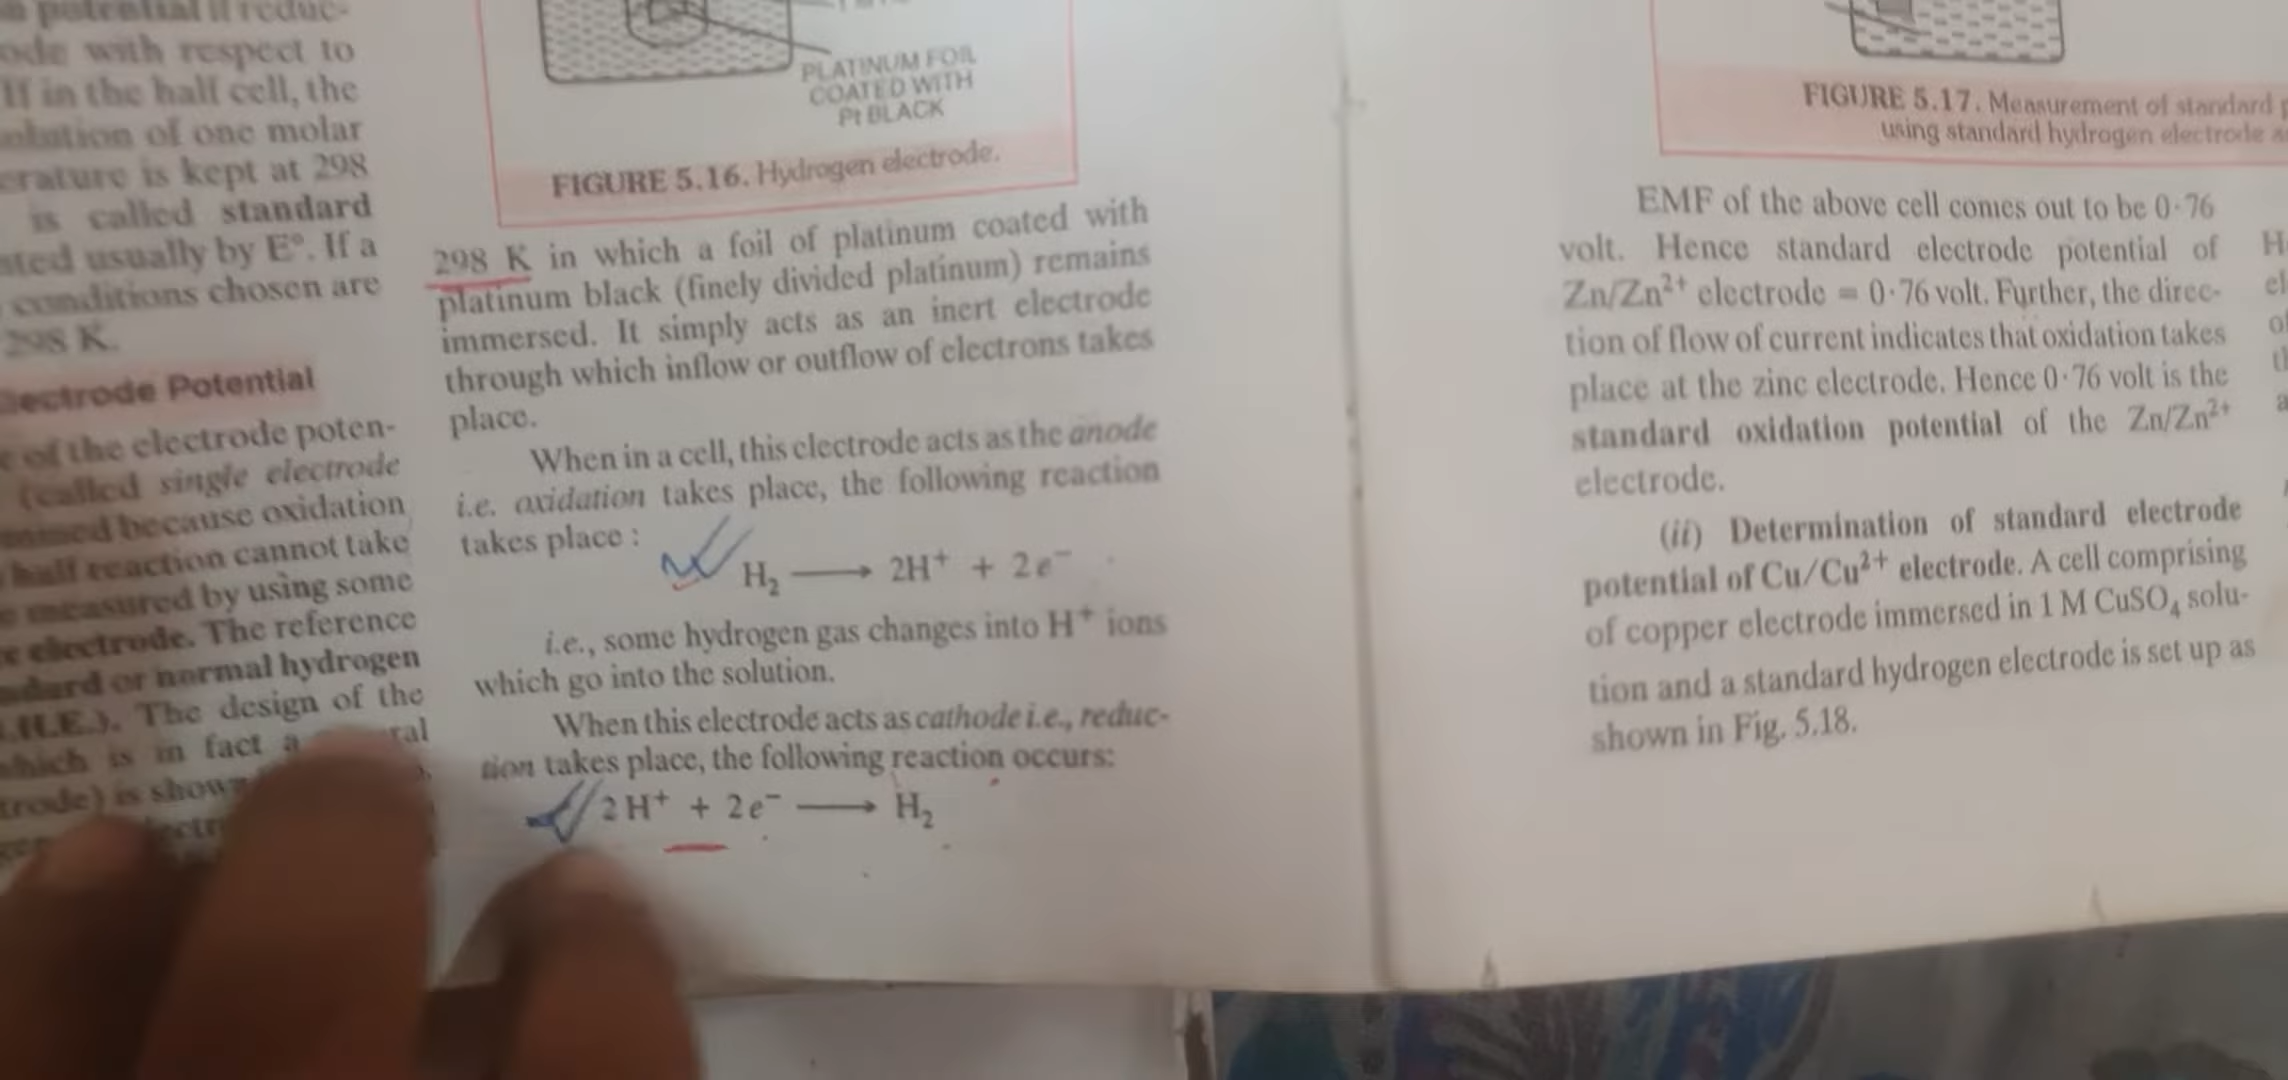 potential if reduc-
ode with respect to
If in the half cell, the
of one molar
is kept at 298
is called standard
usually by E°. If a
conditions chosen are
298 K.
Electrode Potential
of the electrode poten-
(called single electrode
because oxidation
half reaction cannot take
measured by using some
electrode. The reference
or normal hydrogen
The design of the
which is in fact a
is shown
PLATINUM FOIL
COATED WITH
Pt BLACK
FIGURE 5.16. Hydrogen electrode.
298 K in which a foil of platinum coated with
platinum black (finely divided platinum) remains
immersed. It simply acts as an inert electrode
through which inflow or outflow of electrons takes
place.
When in a cell, this electrode acts as the anode
i.e. oxidation takes place, the following reaction
takes place :
H₂ ⟶ 2H⁺ + 2e⁻
i.e., some hydrogen gas changes into H⁺ ions
which go into the solution.
When this electrode acts as cathode i.e., reduc-
tion takes place, the following reaction occurs:
2H⁺ + 2e⁻ ⟶ H₂
FIGURE 5.17. Measurement of standard
using standard hydrogen electrode
EMF of the above cell comes out to be 0·76
volt. Hence standard electrode potential of
Zn/Zn²⁺ electrode = 0·76 volt. Further, the direc-
tion of flow of current indicates that oxidation takes
place at the zinc electrode. Hence 0·76 volt is the
standard oxidation potential of the Zn/Zn²⁺
electrode.
(ii) Determination of standard electrode
potential of Cu/Cu²⁺ electrode. A cell comprising
of copper electrode immersed in 1 M CuSO₄ solu-
tion and a standard hydrogen electrode is set up as
shown in Fig. 5.18.